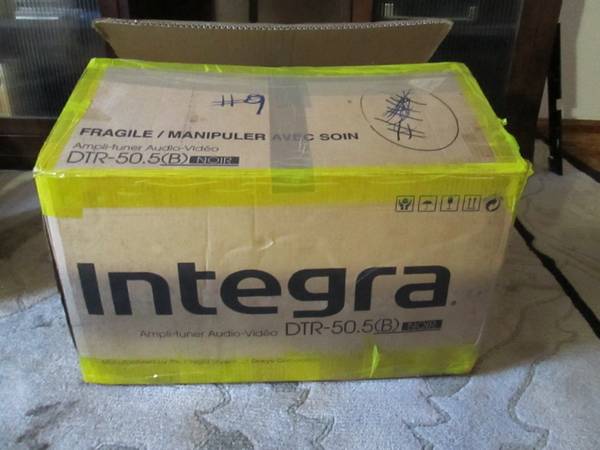 #9
FRAGILE / MANIPULER AVEC SOIN
Ampli-tuner Audio-Vidéo
DTR-50.5(B) NOIR
Integra
Ampli-tuner Audio-Vidéo DTR-50.5(B) NOIR